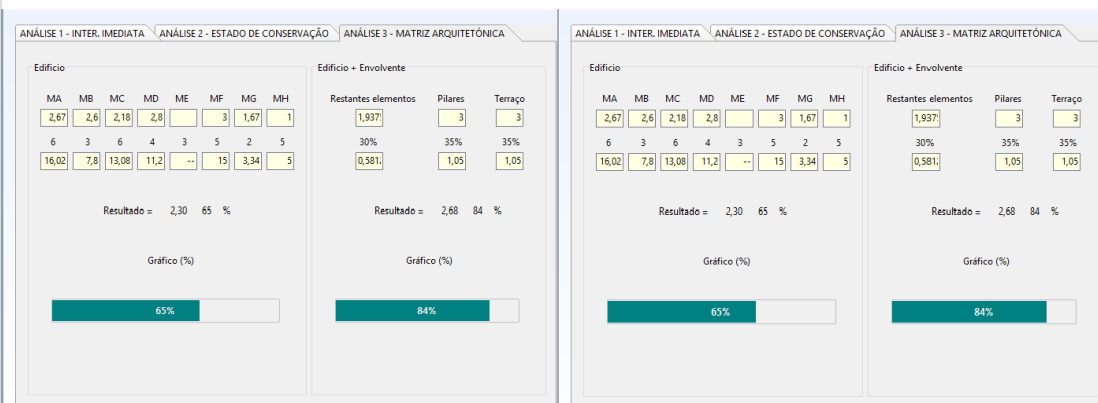 ANÁLISE 1 - INTER. IMEDIATA ANÁLISE 2 - ESTADO DE CONSERVAÇÃO ANÁLISE 3 - MATRIZ ARQUITETÓNICA
Edificio
MA MB MC MD ME MF MG MH
2,67 2,6 2,18 2,8 3 1,67 1
6 3 6 4 3 5 2 5
16,02 7,8 13,08 11,2 -- 15 3,34 5
Resultado = 2,30 65 %
Gráfico (%)
65%
Edificio + Envolvente
Restantes elementos Pilares Terraço
1,937 3 3
30% 35% 35%
0,581 1,05 1,05
Resultado = 2,68 84 %
Gráfico (%)
84%
ANÁLISE 1 - INTER. IMEDIATA ANÁLISE 2 - ESTADO DE CONSERVAÇÃO ANÁLISE 3 - MATRIZ ARQUITETÓNICA
Edificio
MA MB MC MD ME MF MG MH
2,67 2,6 2,18 2,8 3 1,67 1
6 3 6 4 3 5 2 5
16,02 7,8 13,08 11,2 -- 15 3,34 5
Resultado = 2,30 65 %
Gráfico (%)
65%
Edificio + Envolvente
Restantes elementos Pilares Terraço
1,937 3 3
30% 35% 35%
0,581 1,05 1,05
Resultado = 2,68 84 %
Gráfico (%)
84%